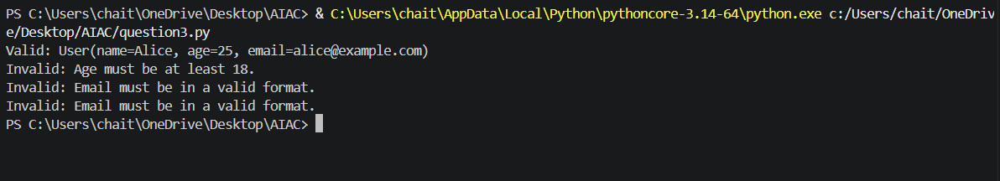 PS C:\Users\chait\OneDrive\Desktop\AIAC> & C:\Users\chait\AppData\Local\Python\pythoncore-3.14-64\python.exe c:/Users/chait/OneDriv
e/Desktop/AIAC/question3.py
Valid: User(name=Alice, age=25, email=alice@example.com)
Invalid: Age must be at least 18.
Invalid: Email must be in a valid format.
Invalid: Email must be in a valid format.
PS C:\Users\chait\OneDrive\Desktop\AIAC>